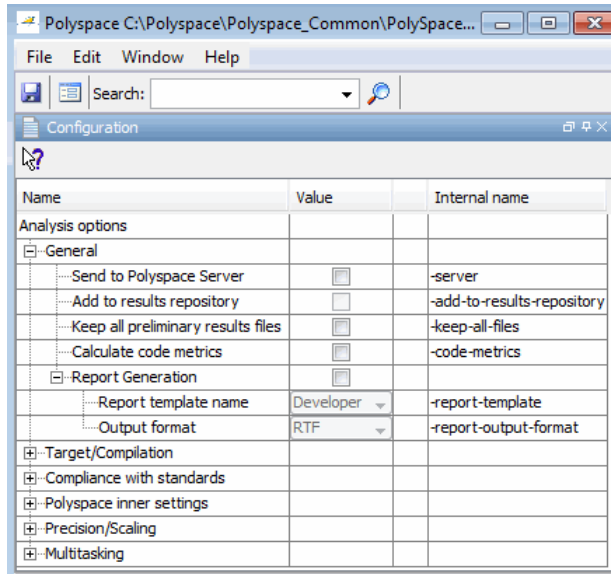 Polyspace C:\Polyspace\Polyspace_Common\PolySpace...
File Edit Window Help
Search:
Configuration
Name Value Internal name
Analysis options
General
Send to Polyspace Server -server
Add to results repository -add-to-results-repository
Keep all preliminary results files -keep-all-files
Calculate code metrics -code-metrics
Report Generation
Report template name Developer -report-template
Output format RTF -report-output-format
Target/Compilation
Compliance with standards
Polyspace inner settings
Precision/Scaling
Multitasking